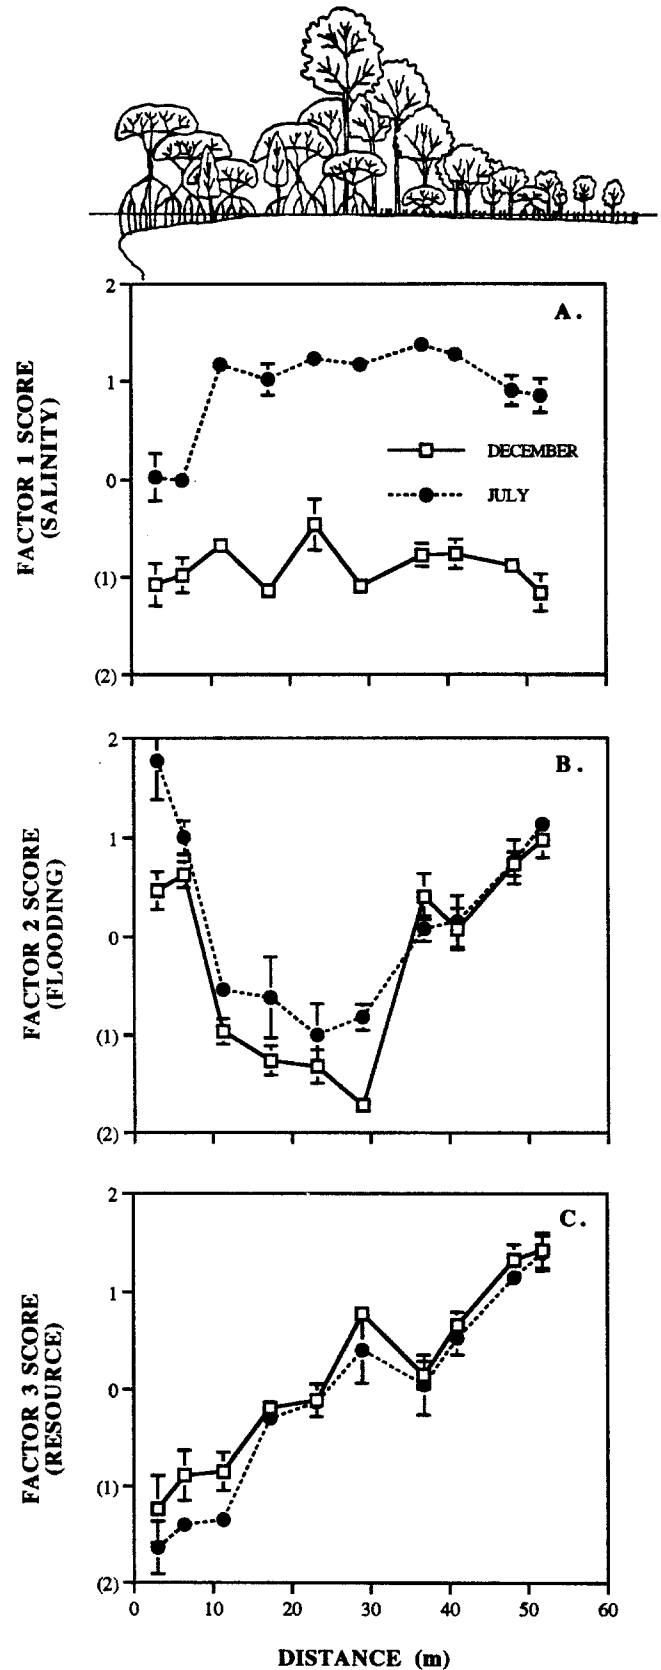 2
A.
1
FACTOR 1 SCORE
(SALINITY)
DECEMBER
0
JULY
(1)
(2)
2
B.
1
FACTOR 2 SCORE
(FLOODING)
0
(1)
(2)
2
C.
1
FACTOR 3 SCORE
(RESOURCE)
0
(1)
(2)
0 10 20 30 40 50 60
DISTANCE (m)